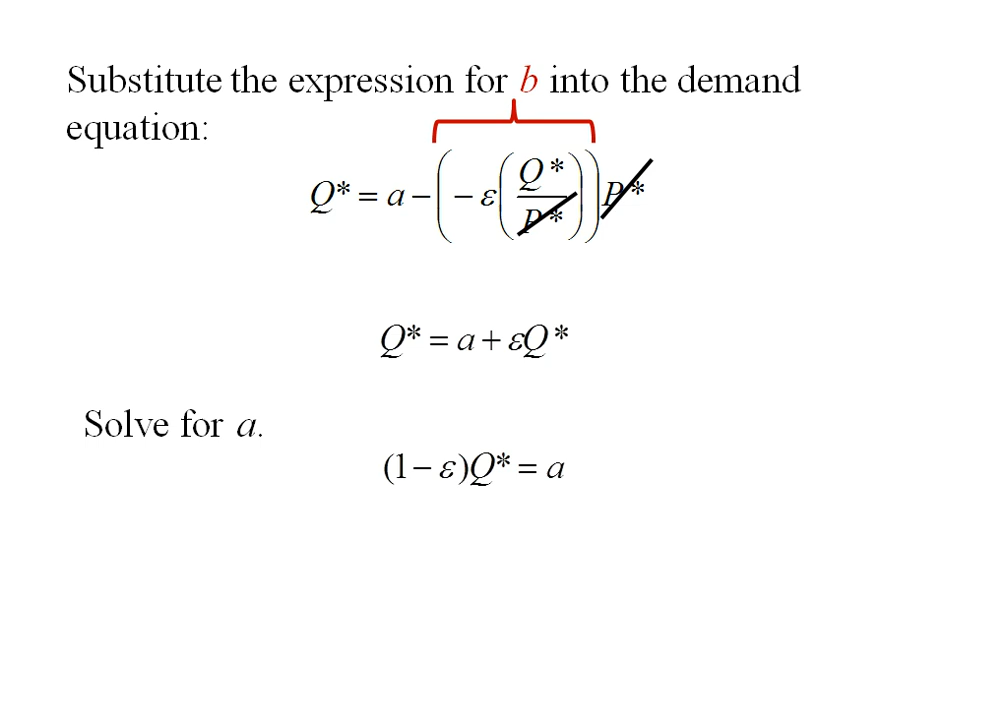 Substitute the expression for b into the demand
equation:
Q* = a − (− ε (Q* / P*)) P*
Q* = a + εQ*
Solve for a.
(1 − ε)Q* = a